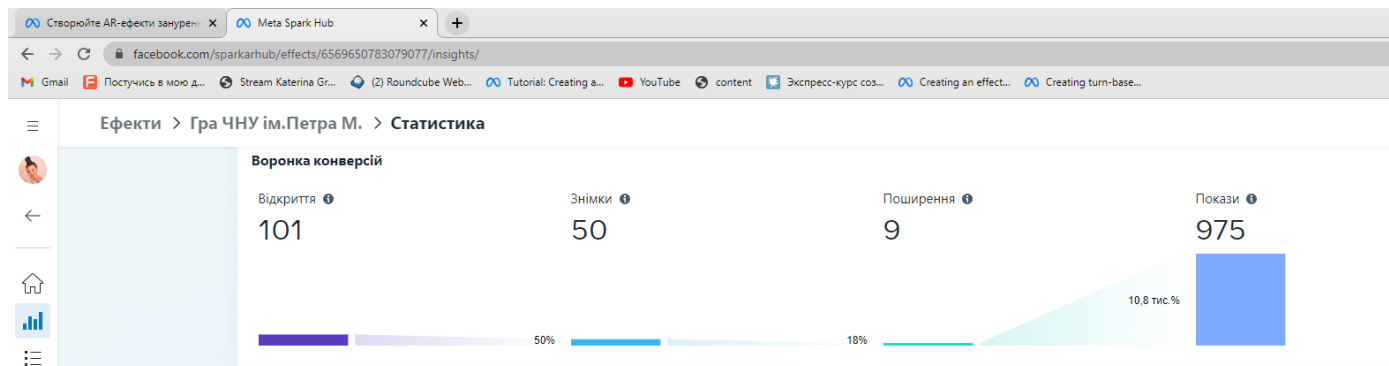 Створюйте AR-ефекти занурен
Meta Spark Hub
facebook.com/sparkarhub/effects/6569650783079077/insights/
Gmail
Постучись в мою д...
Stream Katerina Gr...
(2) Roundcube Web...
Tutorial: Creating a...
YouTube
content
Экспресс-курс соз...
Creating an effect...
Creating turn-base...
Ефекти > Гра ЧНУ ім.Петра М. > Статистика
Воронка конверсій
Відкриття
Знімки
Поширення
Покази
101
50
9
975
10,8 тис.%
50%
18%